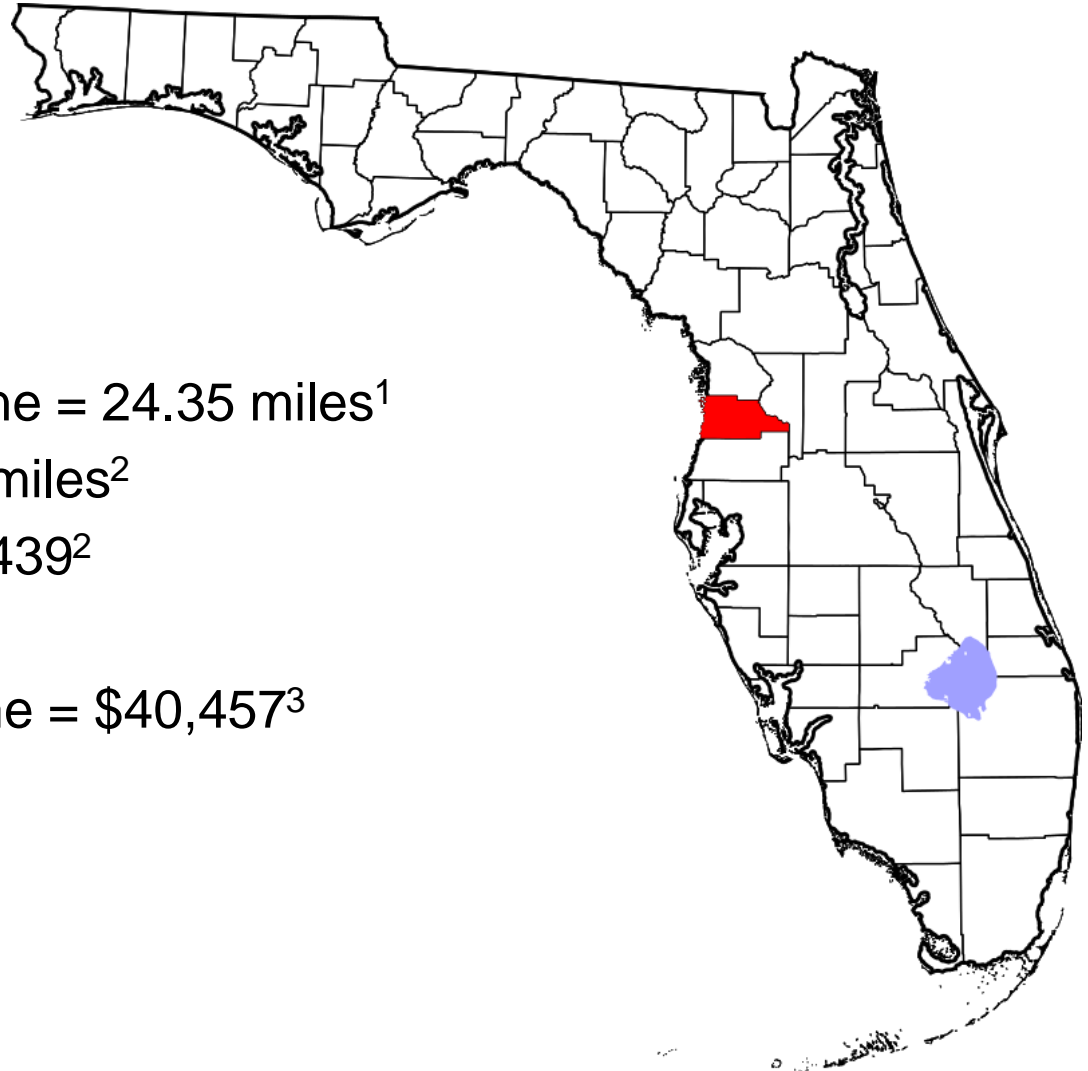 ne = 24.35 miles¹
miles²
439²
ne = $40,457³